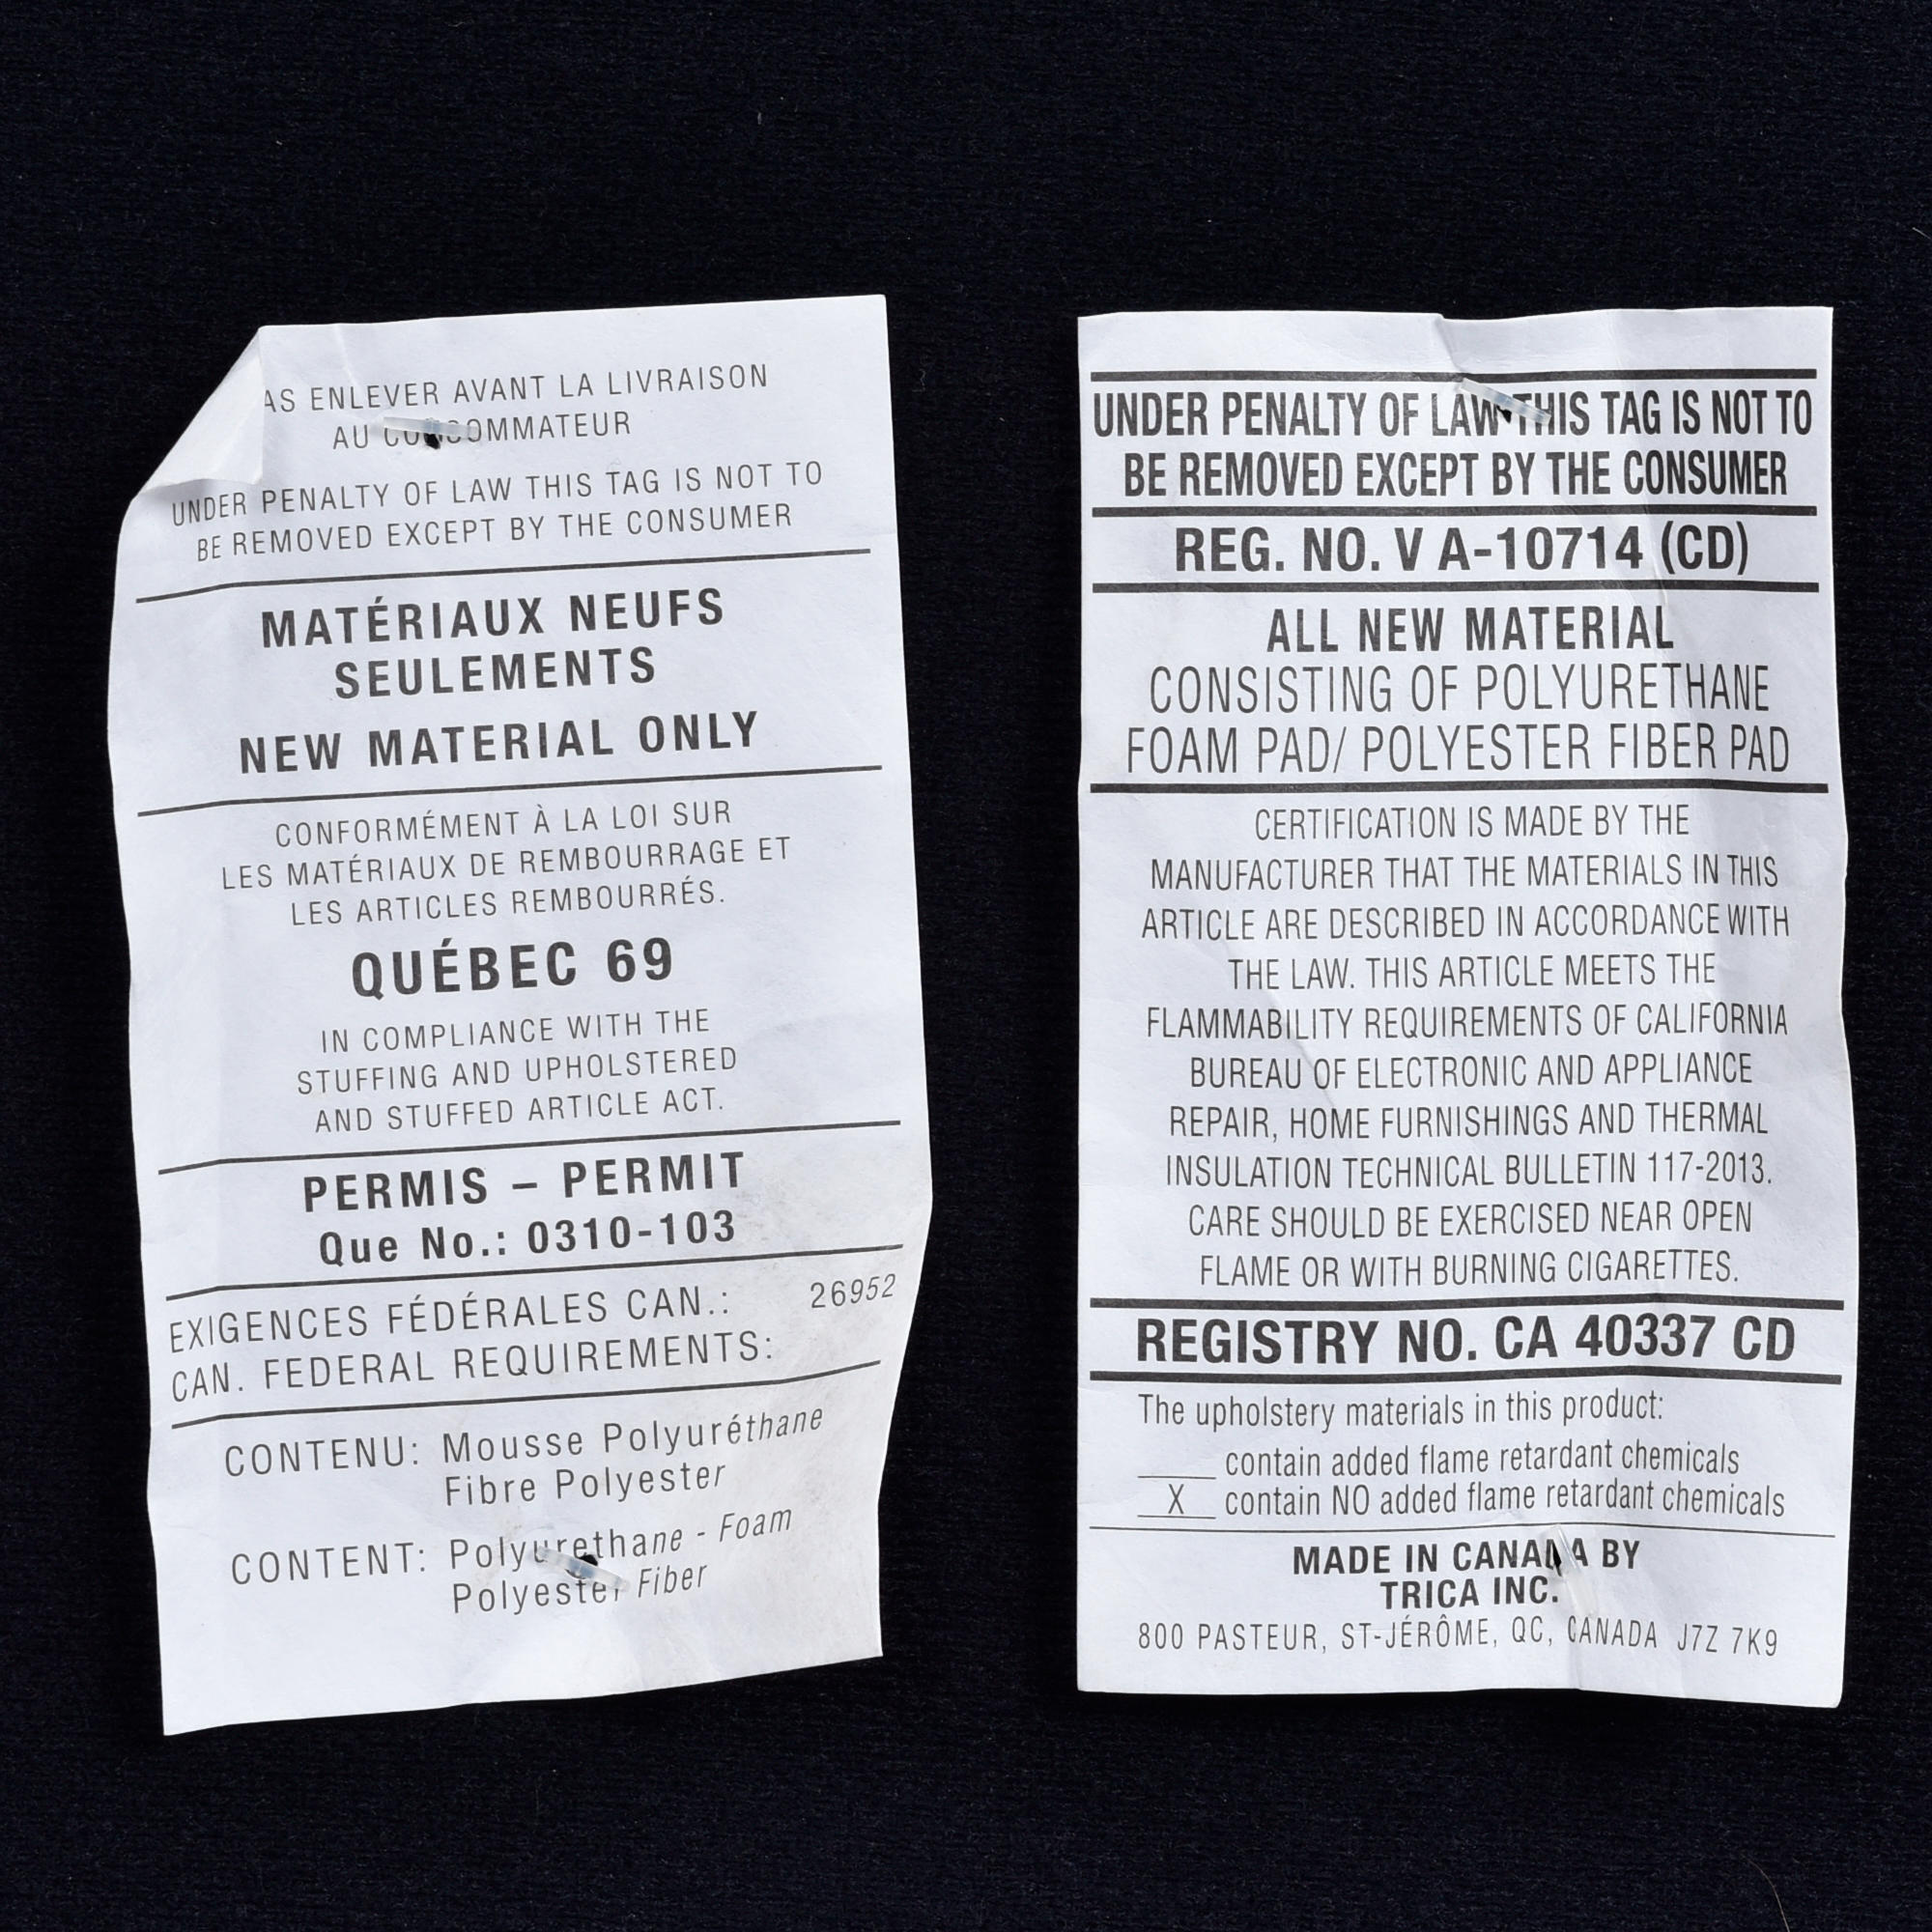 AS ENLEVER AVANT LA LIVRAISON
AU CONSOMMATEUR
UNDER PENALTY OF LAW THIS TAG IS NOT TO
BE REMOVED EXCEPT BY THE CONSUMER
MATÉRIAUX NEUFS
SEULEMENTS
NEW MATERIAL ONLY
CONFORMÉMENT À LA LOI SUR
LES MATÉRIAUX DE REMBOURRAGE ET
LES ARTICLES REMBOURRÉS.
QUÉBEC 69
IN COMPLIANCE WITH THE
STUFFING AND UPHOLSTERED
AND STUFFED ARTICLE ACT.
PERMIS – PERMIT
Que No.: 0310-103
EXIGENCES FÉDÉRALES CAN.: 26952
CAN. FEDERAL REQUIREMENTS:
CONTENU: Mousse Polyuréthane
Fibre Polyester
CONTENT: Polyurethane - Foam
Polyester Fiber
UNDER PENALTY OF LAW THIS TAG IS NOT TO
BE REMOVED EXCEPT BY THE CONSUMER
REG. NO. V A-10714 (CD)
ALL NEW MATERIAL
CONSISTING OF POLYURETHANE
FOAM PAD/ POLYESTER FIBER PAD
CERTIFICATION IS MADE BY THE
MANUFACTURER THAT THE MATERIALS IN THIS
ARTICLE ARE DESCRIBED IN ACCORDANCE WITH
THE LAW. THIS ARTICLE MEETS THE
FLAMMABILITY REQUIREMENTS OF CALIFORNIA
BUREAU OF ELECTRONIC AND APPLIANCE
REPAIR, HOME FURNISHINGS AND THERMAL
INSULATION TECHNICAL BULLETIN 117-2013.
CARE SHOULD BE EXERCISED NEAR OPEN
FLAME OR WITH BURNING CIGARETTES.
REGISTRY NO. CA 40337 CD
The upholstery materials in this product:
____ contain added flame retardant chemicals
X contain NO added flame retardant chemicals
MADE IN CANADA BY
TRICA INC.
800 PASTEUR, ST-JÉRÔME, QC, CANADA J7Z 7K9